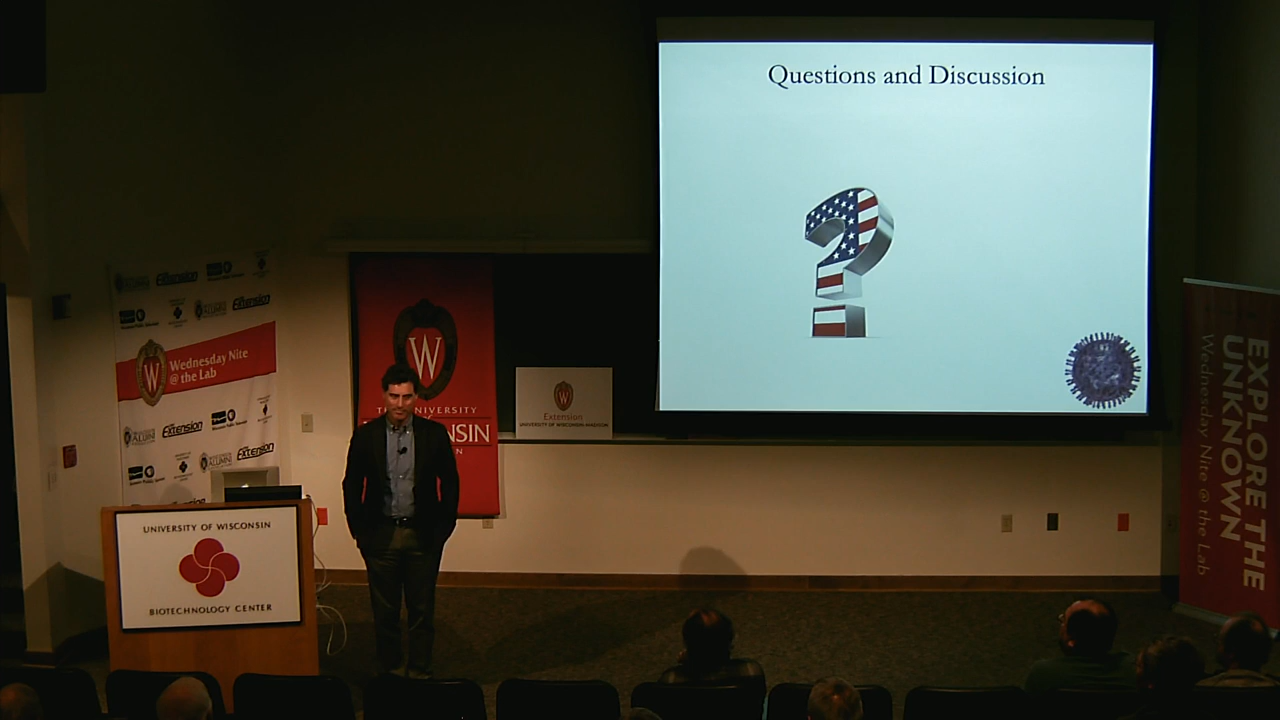 Questions and Discussion
Extension
Wednesday Nite
@ the Lab
Extension
Extension
Extension
W
THE UNIVERSITY
Extension
UNIVERSITY OF WISCONSIN-MADISON
UNIVERSITY OF WISCONSIN
BIOTECHNOLOGY CENTER
EXPLORE THE
UNKNOWN
Wednesday Nite @ the Lab